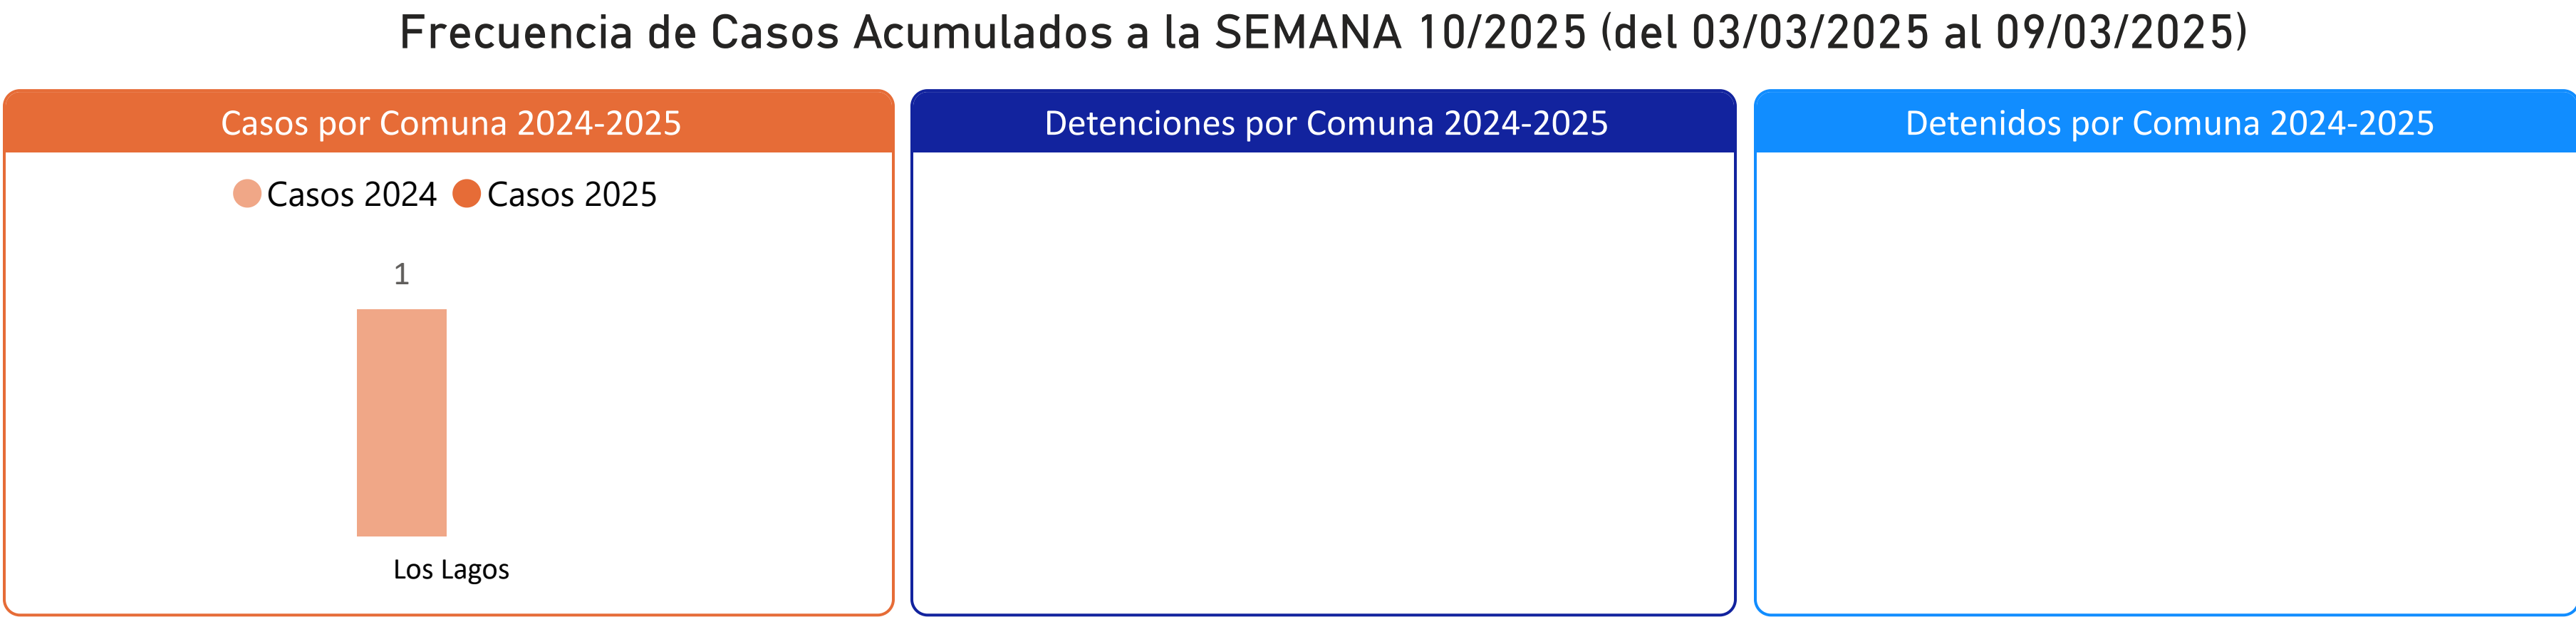 Frecuencia de Casos Acumulados a la SEMANA 10/2025 (del 03/03/2025 al 09/03/2025)
Casos por Comuna 2024-2025
Casos 2024 Casos 2025
1
Los Lagos
Detenciones por Comuna 2024-2025
Detenidos por Comuna 2024-2025